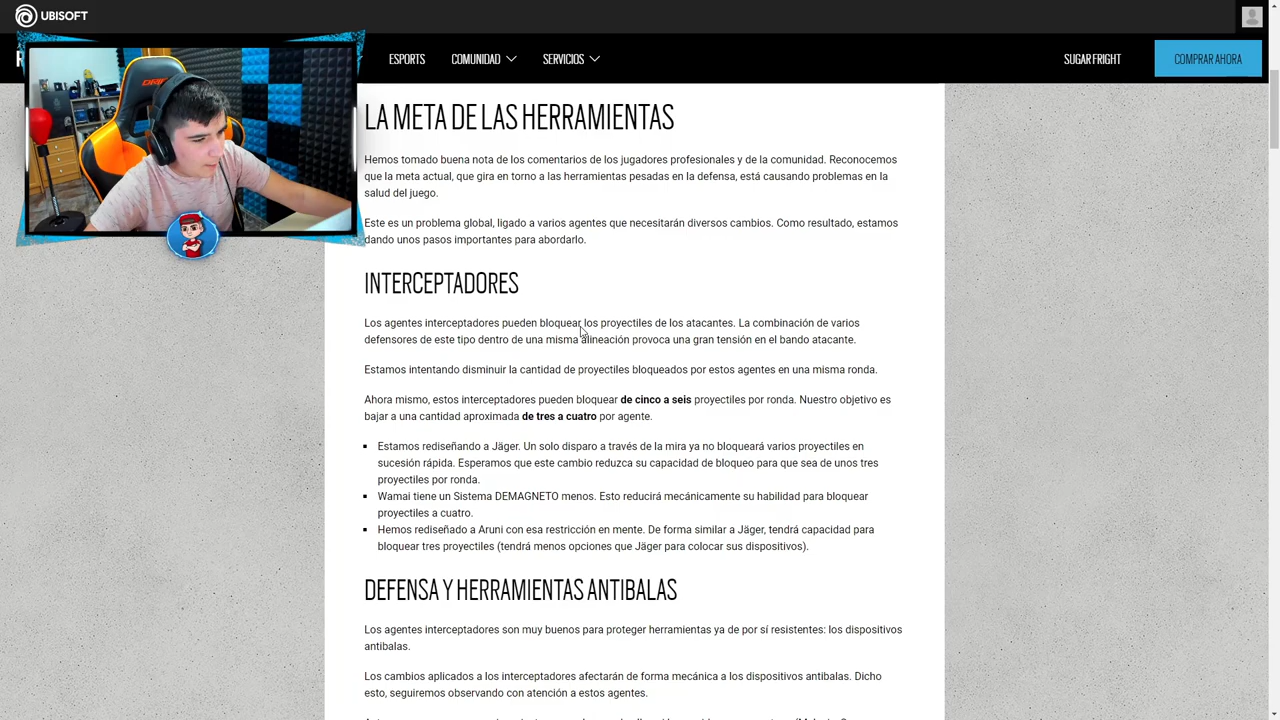 UBISOFT
R
ESPORTS
COMUNIDAD
SERVICIOS
SUGAR FRIGHT
COMPRAR AHORA
LA META DE LAS HERRAMIENTAS
Hemos tomado buena nota de los comentarios de los jugadores profesionales y de la comunidad. Reconocemos
que la meta actual, que gira en torno a las herramientas pesadas en la defensa, está causando problemas en la
salud del juego.
Este es un problema global, ligado a varios agentes que necesitarán diversos cambios. Como resultado, estamos
dando unos pasos importantes para abordarlo.
INTERCEPTADORES
Los agentes interceptadores pueden bloquear los proyectiles de los atacantes. La combinación de varios
defensores de este tipo dentro de una misma alineación provoca una gran tensión en el bando atacante.
Estamos intentando disminuir la cantidad de proyectiles bloqueados por estos agentes en una misma ronda.
Ahora mismo, estos interceptadores pueden bloquear de cinco a seis proyectiles por ronda. Nuestro objetivo es
bajar a una cantidad aproximada de tres a cuatro por agente.
▪ Estamos rediseñando a Jäger. Un solo disparo a través de la mira ya no bloqueará varios proyectiles en
sucesión rápida. Esperamos que este cambio reduzca su capacidad de bloqueo para que sea de unos tres
proyectiles por ronda.
▪ Wamai tiene un Sistema DEMAGNETO menos. Esto reducirá mecánicamente su habilidad para bloquear
proyectiles a cuatro.
▪ Hemos rediseñado a Aruni con esa restricción en mente. De forma similar a Jäger, tendrá capacidad para
bloquear tres proyectiles (tendrá menos opciones que Jäger para colocar sus dispositivos).
DEFENSA Y HERRAMIENTAS ANTIBALAS
Los agentes interceptadores son muy buenos para proteger herramientas ya de por sí resistentes: los dispositivos
antibalas.
Los cambios aplicados a los interceptadores afectarán de forma mecánica a los dispositivos antibalas. Dicho
esto, seguiremos observando con atención a estos agentes.